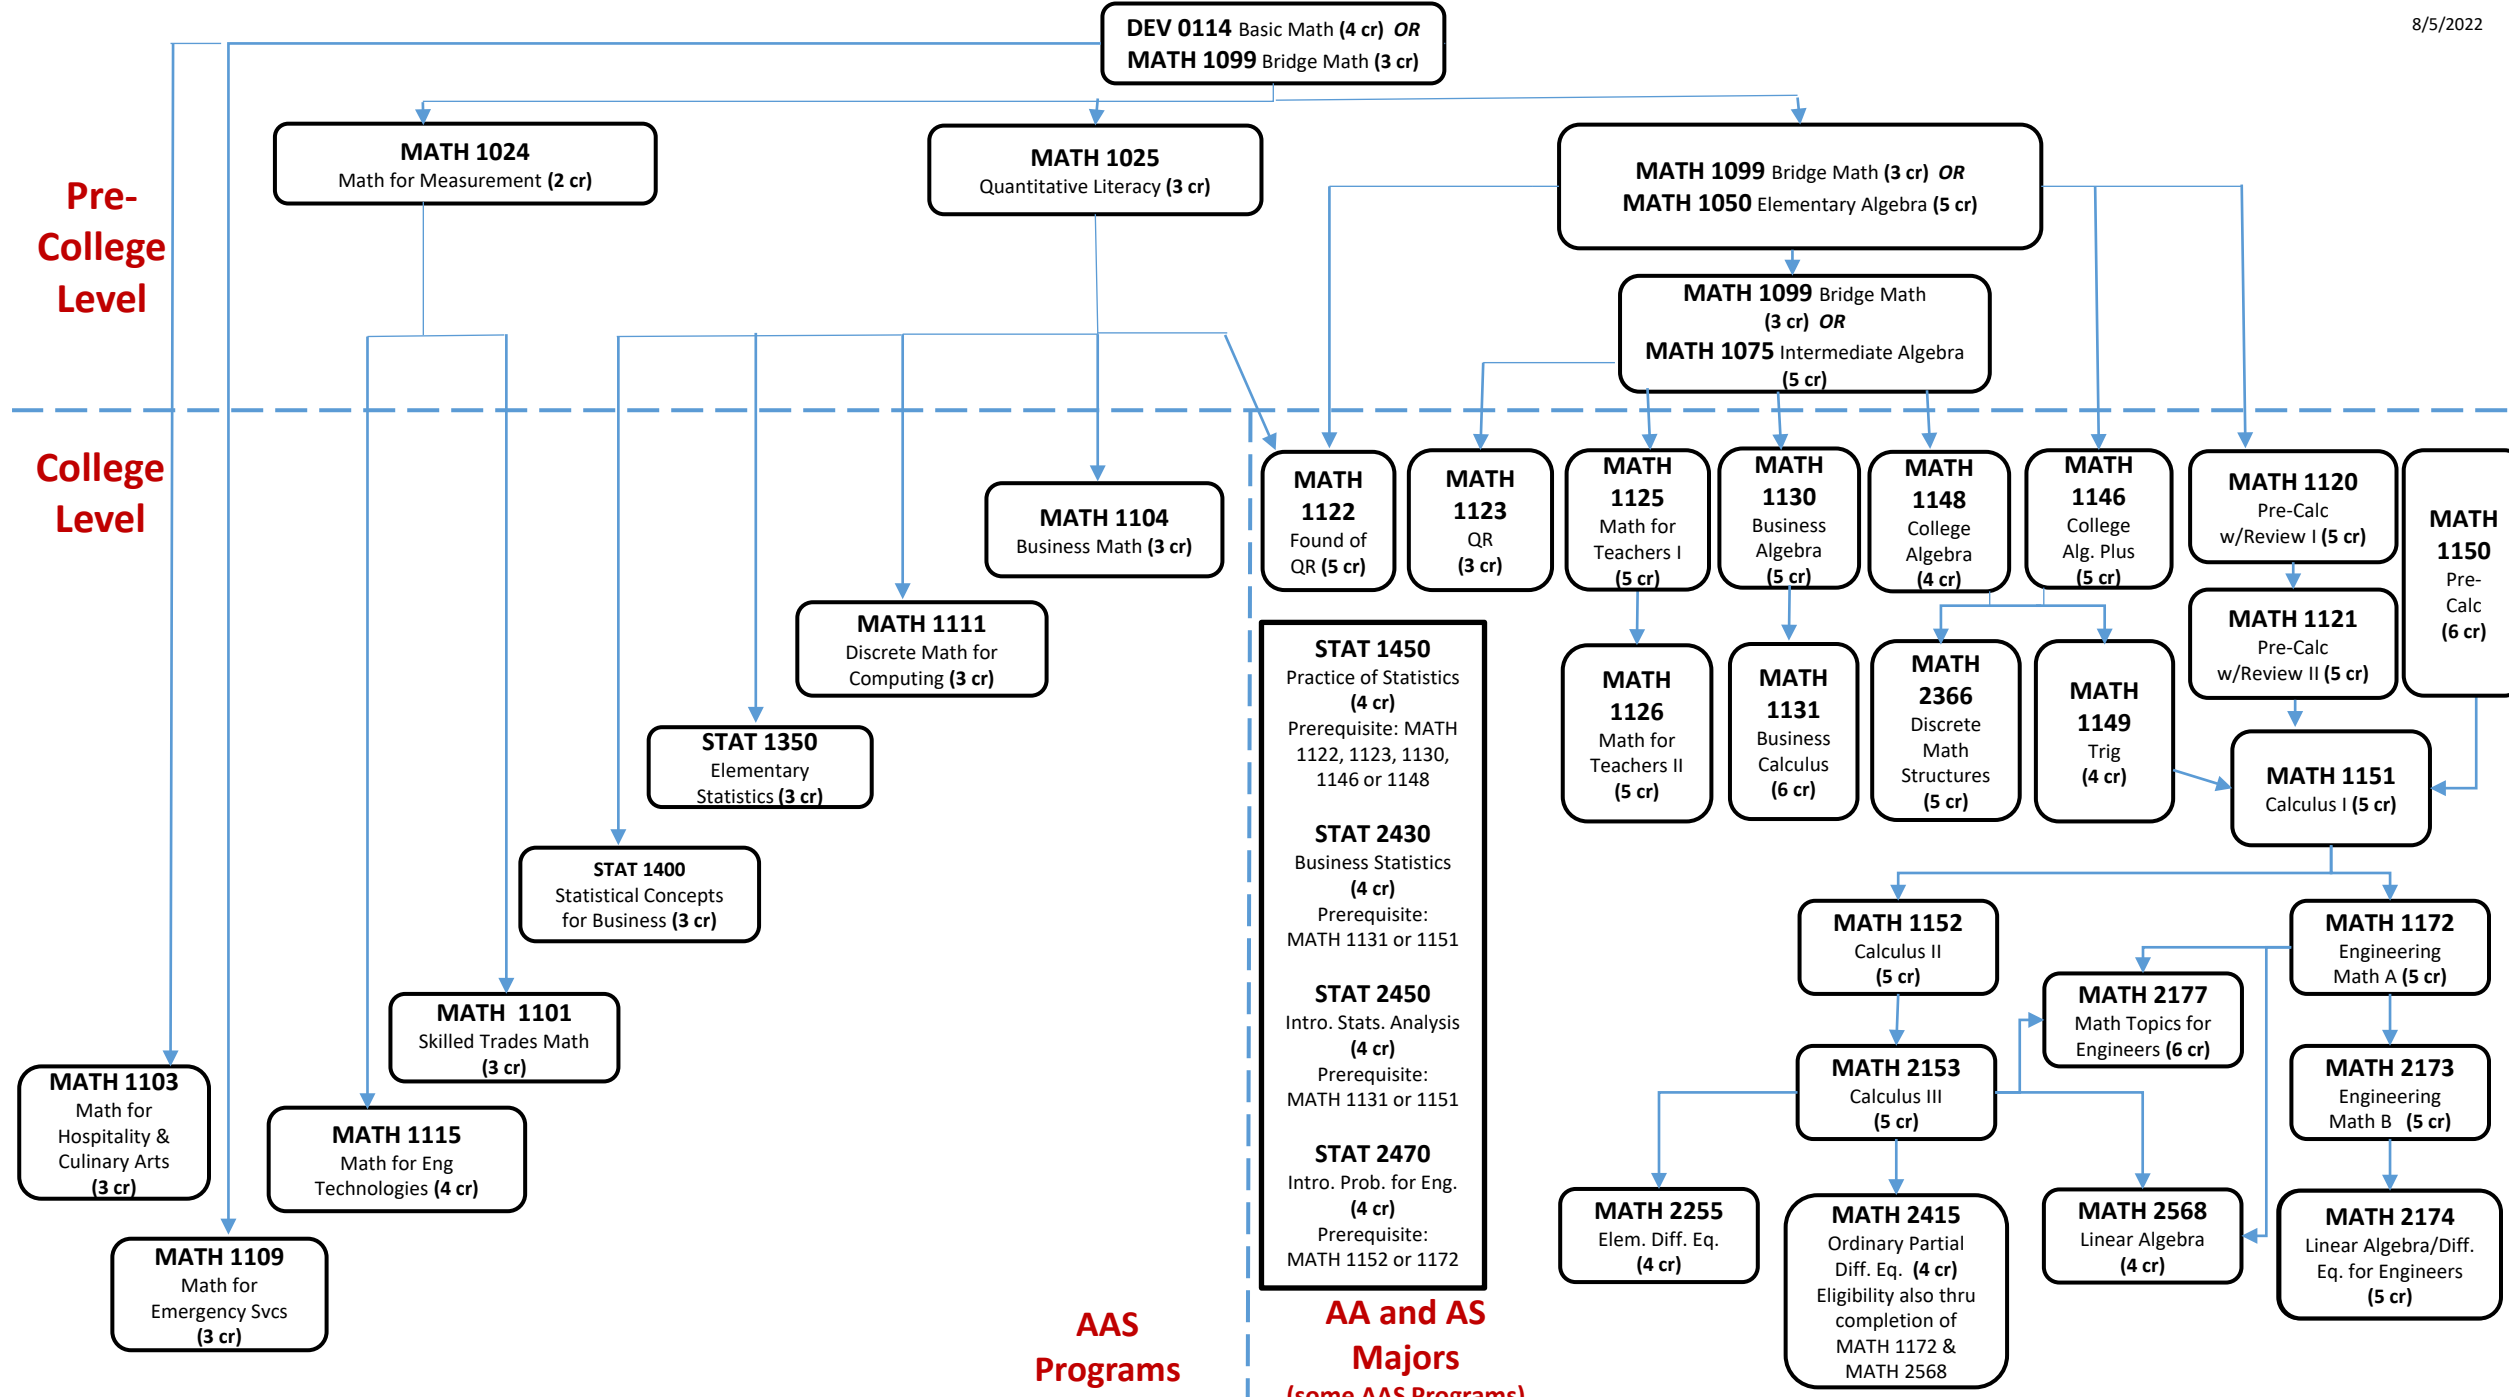 8/5/2022
DEV 0114 Basic Math (4 cr) OR
MATH 1099 Bridge Math (3 cr)
MATH 1024
Math for Measurement (2 cr)
MATH 1025
Quantitative Literacy (3 cr)
MATH 1099 Bridge Math (3 cr) OR
MATH 1050 Elementary Algebra (5 cr)
Pre-
College
Level
MATH 1099 Bridge Math
(3 cr) OR
MATH 1075 Intermediate Algebra
(5 cr)
College
Level
MATH 1104
Business Math (3 cr)
MATH
1122
Found of
QR (5 cr)
MATH
1123
QR
(3 cr)
MATH
1125
Math for
Teachers I
(5 cr)
MATH
1130
Business
Algebra
(5 cr)
MATH
1148
College
Algebra
(4 cr)
MATH
1146
College
Alg. Plus
(5 cr)
MATH 1120
Pre-Calc
w/Review I (5 cr)
MATH
1150
Pre-
Calc
(6 cr)
MATH 1111
Discrete Math for
Computing (3 cr)
MATH 1121
Pre-Calc
w/Review II (5 cr)
STAT 1350
Elementary
Statistics (3 cr)
STAT 1450
Practice of Statistics
(4 cr)
Prerequisite: MATH
1122, 1123, 1130,
1146 or 1148
STAT 2430
Business Statistics
(4 cr)
Prerequisite:
MATH 1131 or 1151
STAT 2450
Intro. Stats. Analysis
(4 cr)
Prerequisite:
MATH 1131 or 1151
STAT 2470
Intro. Prob. for Eng.
(4 cr)
Prerequisite:
MATH 1152 or 1172
MATH
1126
Math for
Teachers II
(5 cr)
MATH
1131
Business
Calculus
(6 cr)
MATH
2366
Discrete
Math
Structures
(5 cr)
MATH
1149
Trig
(4 cr)
MATH 1151
Calculus I (5 cr)
STAT 1400
Statistical Concepts
for Business (3 cr)
MATH 1152
Calculus II
(5 cr)
MATH 1172
Engineering
Math A (5 cr)
MATH 2177
Math Topics for
Engineers (6 cr)
MATH 1101
Skilled Trades Math
(3 cr)
MATH 2153
Calculus III
(5 cr)
MATH 2173
Engineering
Math B (5 cr)
MATH 1103
Math for
Hospitality &
Culinary Arts
(3 cr)
MATH 1115
Math for Eng
Technologies (4 cr)
MATH 2255
Elem. Diff. Eq.
(4 cr)
MATH 2415
Ordinary Partial
Diff. Eq. (4 cr)
Eligibility also thru
completion of
MATH 1172 &
MATH 2568
MATH 2568
Linear Algebra
(4 cr)
MATH 2174
Linear Algebra/Diff.
Eq. for Engineers
(5 cr)
MATH 1109
Math for
Emergency Svcs
(3 cr)
AAS
Programs
AA and AS
Majors
(some AAS Programs)